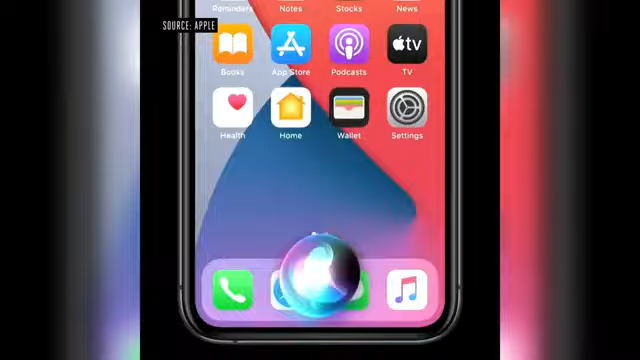 SOURCE: APPLE
Reminders Notes Stocks News
tv
Books App Store Podcasts TV
Health Home Wallet Settings